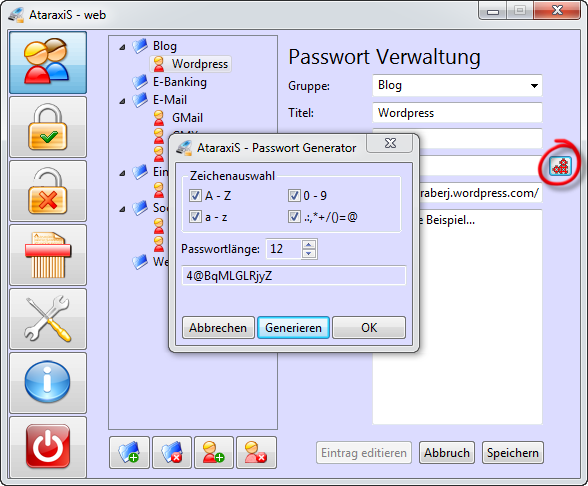 AtaraxiS - web
Blog
Wordpress
E-Banking
E-Mail
GMail
Passwort Verwaltung
Gruppe:
Blog
Titel:
Wordpress
raberj.wordpress.com/
e Beispiel...
AtaraxiS - Passwort Generator
Zeichenauswahl
A - Z
0 - 9
a - z
.:,*+/()=@
Passwortlänge:
12
4@BqMLGLRjyZ
Abbrechen
Generieren
OK
Ein
So
We
Eintrag editieren
Abbruch
Speichern